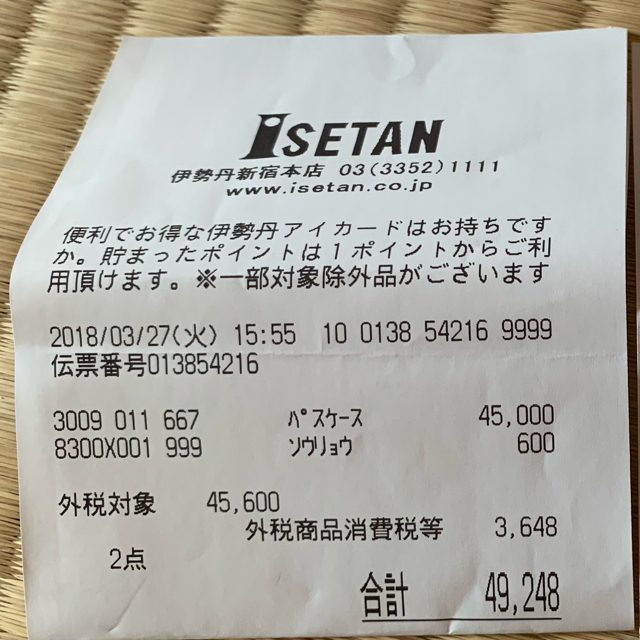 ISETAN
伊勢丹新宿本店 03(3352)1111
www.isetan.co.jp
便利でお得な伊勢丹アイカードはお持ちです
か。貯まったポイントは1ポイントからご利
用頂けます。※一部対象除外品がございます
2018/03/27(火) 15:55 10 0138 54216 9999
伝票番号013854216
3009 011 667 パスケース 45,000
8300X001 999 ソウリョウ 600
外税対象 45,600
外税商品消費税等 3,648
2点
合計 49,248